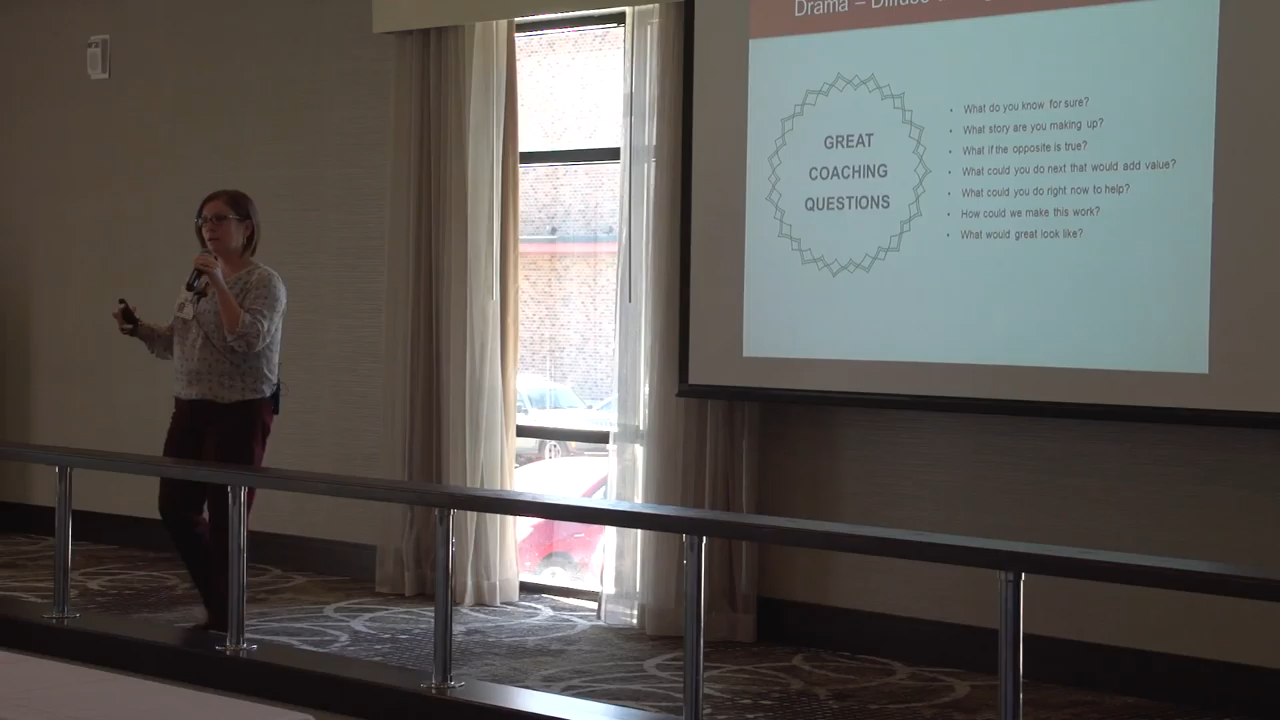 Drama – Diffuse
GREAT
COACHING
QUESTIONS
• What do you know for sure?
• What story are you making up?
• What if the opposite is true?
• What could you do next that would add value?
• What could you do right now to help?
• How could we make this work?
• What would great look like?